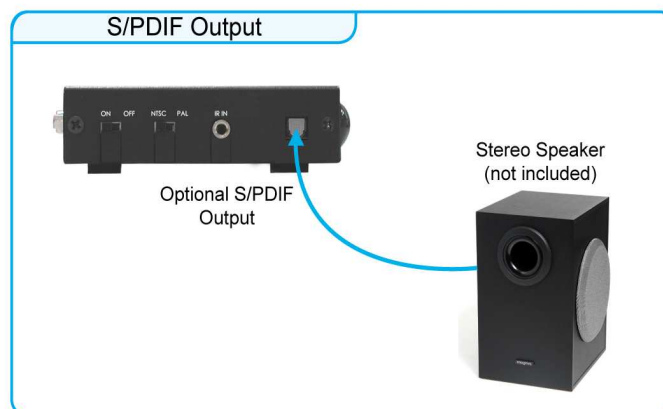 S/PDIF Output
ON OFF NTSC PAL IR IN
Optional S/PDIF
Output
Stereo Speaker
(not included)